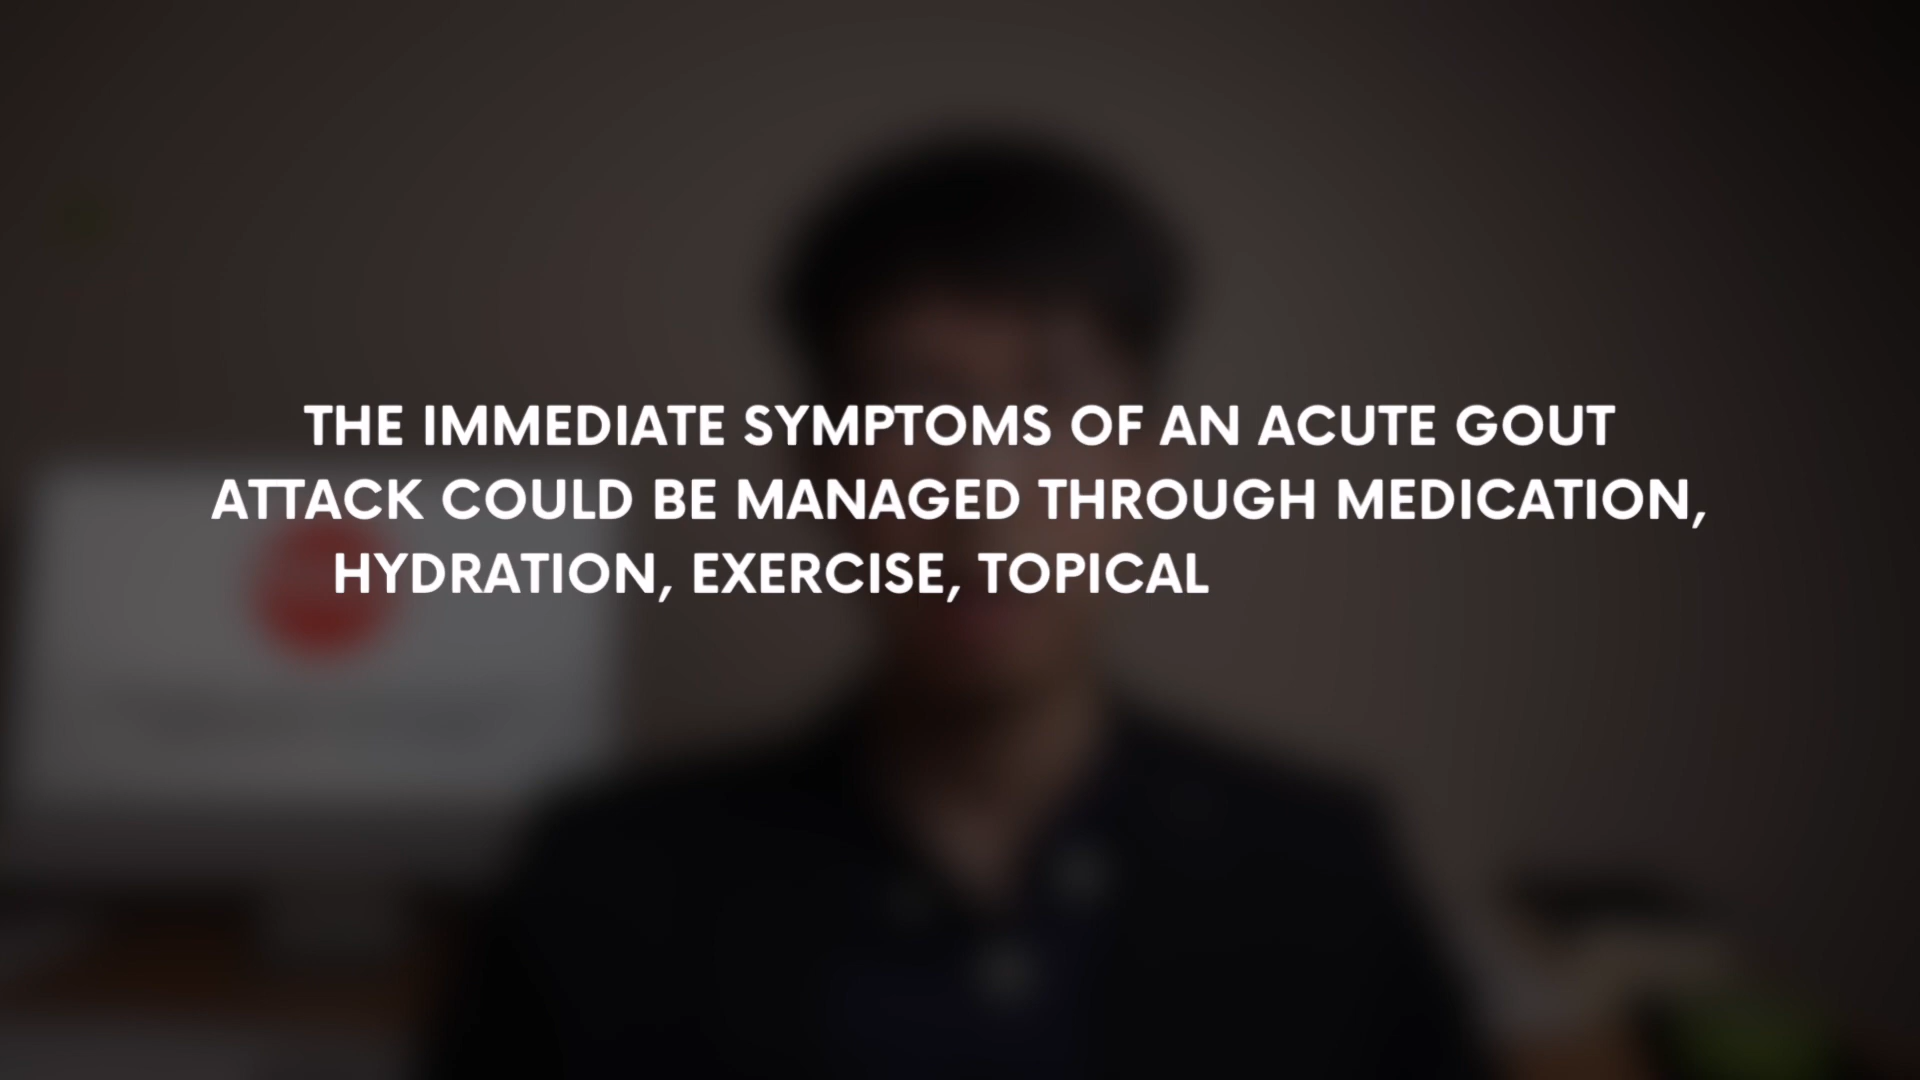 THE IMMEDIATE SYMPTOMS OF AN ACUTE GOUT
ATTACK COULD BE MANAGED THROUGH MEDICATION,
HYDRATION, EXERCISE, TOPICAL